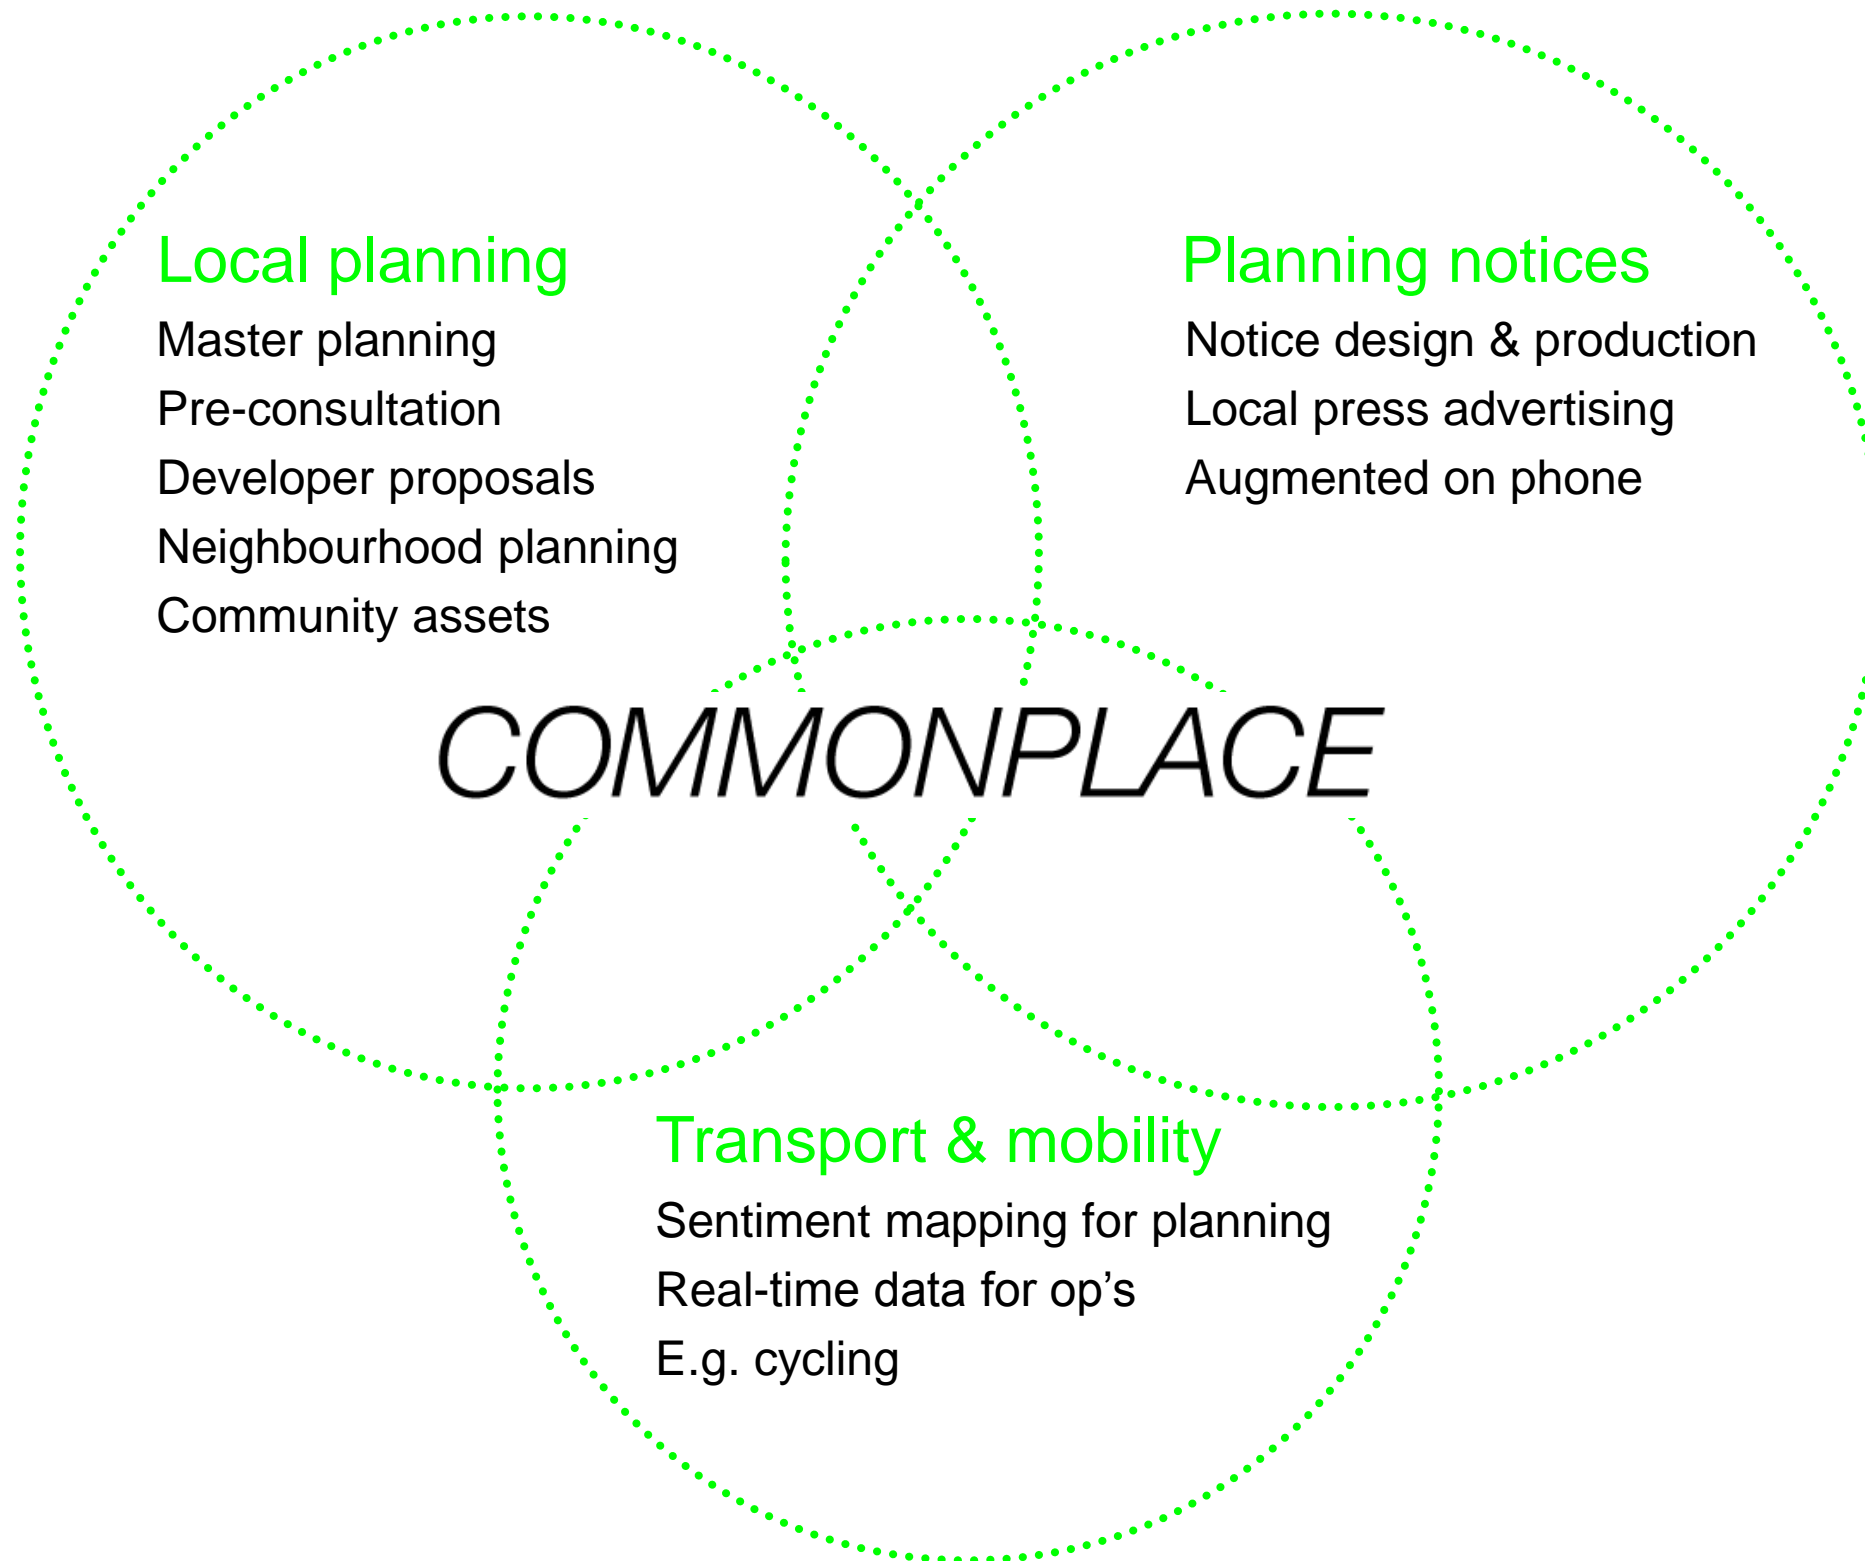 Local planning
Master planning
Pre-consultation
Developer proposals
Neighbourhood planning
Community assets
Planning notices
Notice design & production
Local press advertising
Augmented on phone
COMMONPLACE
Transport & mobility
Sentiment mapping for planning
Real-time data for op’s
E.g. cycling